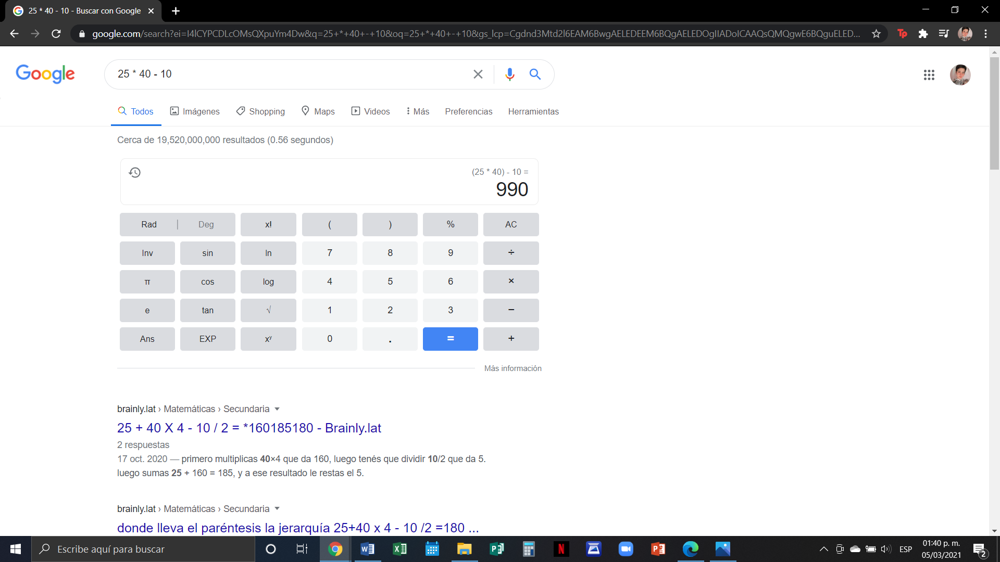 25 * 40 - 10 - Buscar con Google
google.com/search?ei=I4lCYPCDLcOMsQXpuYm4Dw&q=25+*+40+-+10&oq=25+*+40+-+10&gs_lcp=Cgdnd3Mtd2l6EAM6BwgAELEDEEM6BQgAELEDOgIIADoICAAQsQMQgwE6BQguELED...
Tp
Google
25 * 40 - 10
Todos Imágenes Shopping Maps Videos Más Preferencias Herramientas
Cerca de 19,520,000,000 resultados (0.56 segundos)
(25 * 40) - 10 =
990
Rad | Deg x! ( ) % AC
Inv sin ln 7 8 9 ÷
π cos log 4 5 6 ×
e tan √ 1 2 3 −
Ans EXP xʸ 0 . = +
Más información
brainly.lat › Matemáticas › Secundaria
25 + 40 X 4 - 10 / 2 = *160185180 - Brainly.lat
2 respuestas
17 oct. 2020 — primero multiplicas 40×4 que da 160, luego tenés que dividir 10/2 que da 5.
luego sumas 25 + 160 = 185, y a ese resultado le restas el 5.
brainly.lat › Matemáticas › Secundaria
donde lleva el paréntesis la jerarquía 25+40 x 4 - 10 /2 =180 ...
Escribe aquí para buscar
ESP
01:40 p. m.
05/03/2021
2